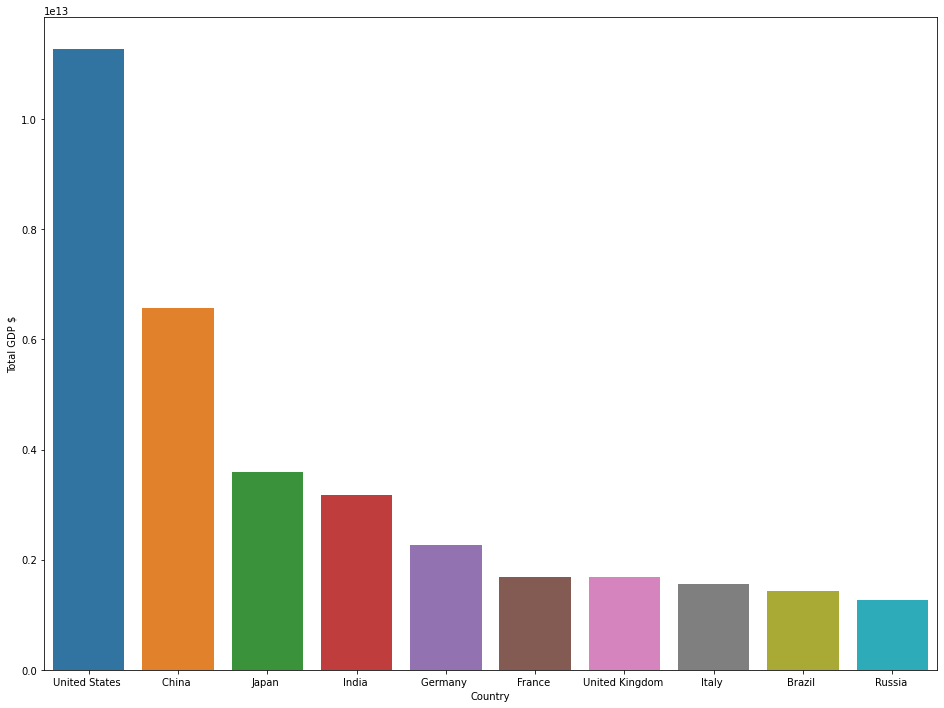 1e13
1.0
0.8
0.6
0.4
0.2
0.0
Total GDP $
United States China Japan India Germany France United Kingdom Italy Brazil Russia
Country